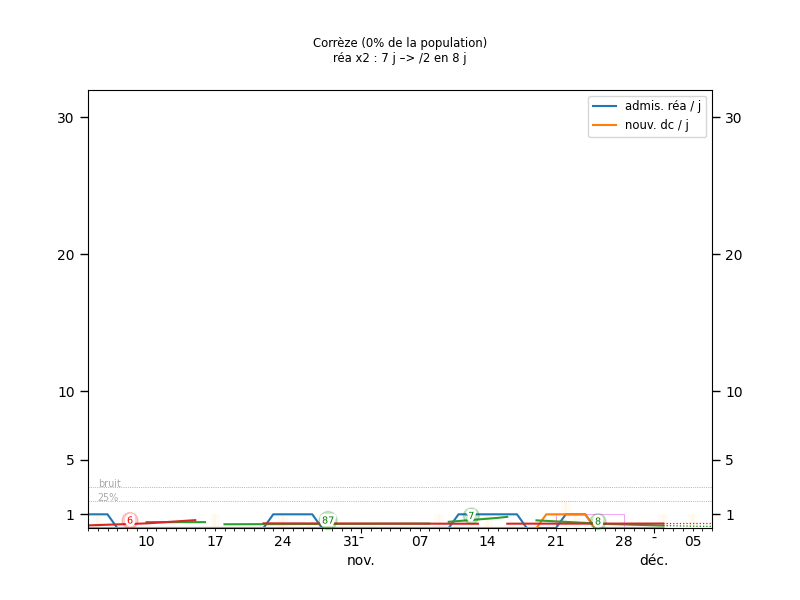 Corrèze (0% de la population)
réa x2 : 7 j –> /2 en 8 j
admis. réa / j
nouv. dc / j
30 30
20 20
10 10
5 5
bruit
25%
1 1
6 87 7 8
10 17 24 31- 07 14 21 28 - 05
nov. déc.